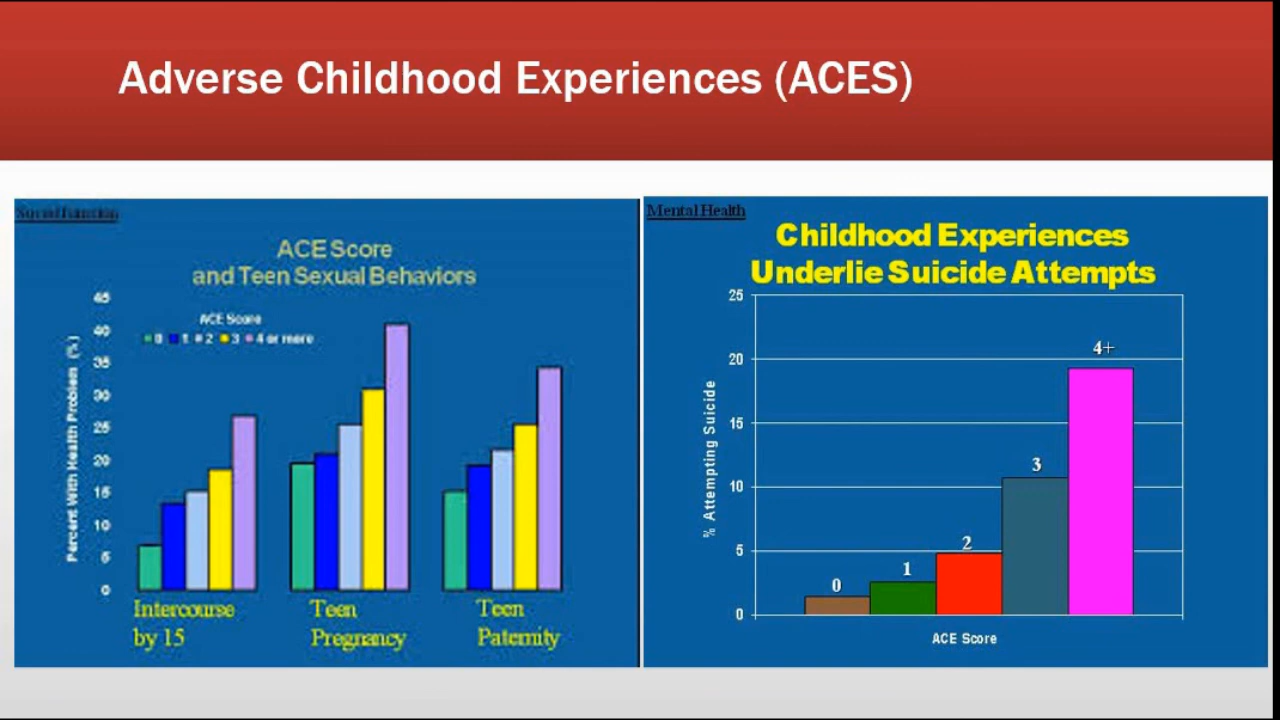 Adverse Childhood Experiences (ACES)
Social function
ACE Score
and Teen Sexual Behaviors
ACE Score
0 1 2 3 4 or more
Percent With Health Problem (%)
45
40
35
30
25
20
15
10
5
0
Intercourse
by 15
Teen
Pregnancy
Teen
Paternity
Mental Health
Childhood Experiences
Underlie Suicide Attempts
% Attempting Suicide
25
20
15
10
5
0
0
1
2
3
4+
ACE Score